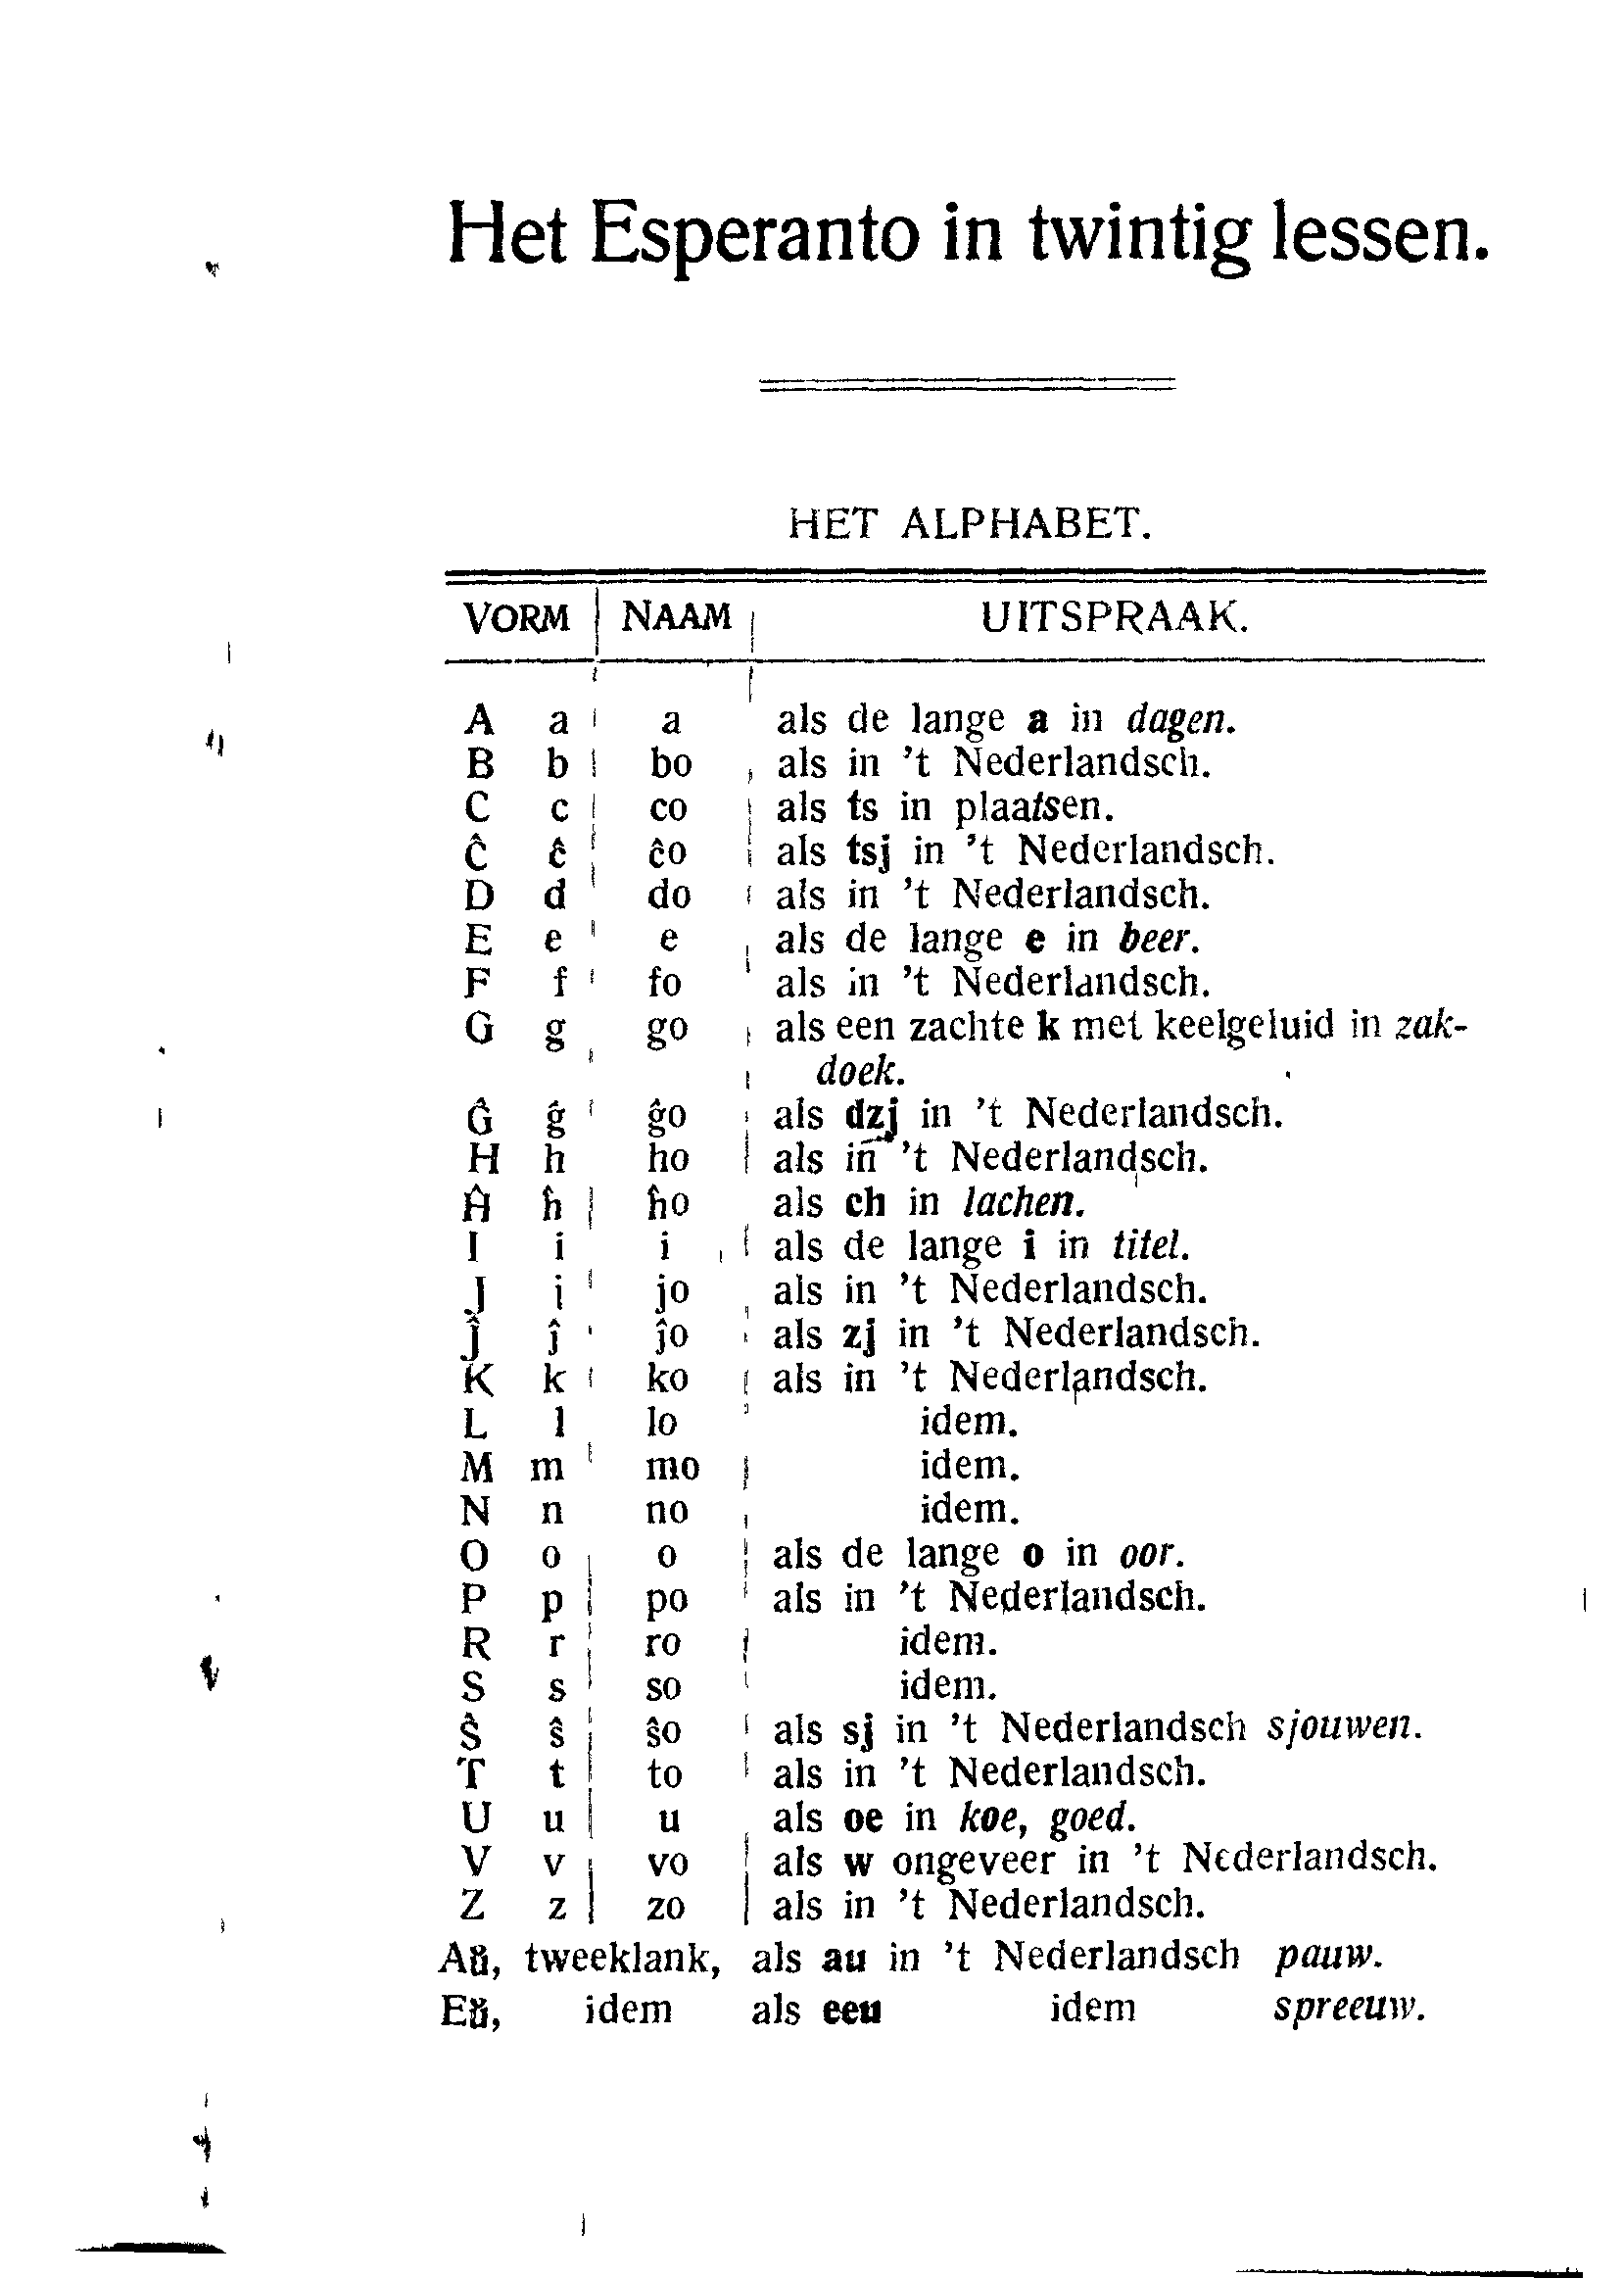 Het Esperanto in twintig lessen.
HET ALPHABET.
VORM NAAM UITSPRAAK.
A a a als de lange a in dagen.
B b bo als in 't Nederlandsch.
C c co als ts in plaatsen.
Ĉ ĉ ĉo als tsj in 't Nederlandsch.
D d do als in 't Nederlandsch.
E e e als de lange e in beer.
F f fo als in 't Nederlandsch.
G g go als een zachte k met keelgeluid in zak-
doek.
Ĝ ĝ ĝo als dzj in 't Nederlandsch.
H h ho als in 't Nederlandsch.
Ĥ ĥ ĥo als ch in lachen.
I i i als de lange i in titel.
J j jo als in 't Nederlandsch.
Ĵ ĵ ĵo als zj in 't Nederlandsch.
K k ko als in 't Nederlandsch.
L l lo idem.
M m mo idem.
N n no idem.
O o o als de lange o in oor.
P p po als in 't Nederlandsch.
R r ro idem.
S s so idem.
Ŝ ŝ ŝo als sj in 't Nederlandsch sjouwen.
T t to als in 't Nederlandsch.
U u u als oe in koe, goed.
V v vo als w ongeveer in 't Nederlandsch.
Z z zo als in 't Nederlandsch.
Aŭ, tweeklank, als au in 't Nederlandsch pauw.
Eŭ, idem als eeu idem spreeuw.